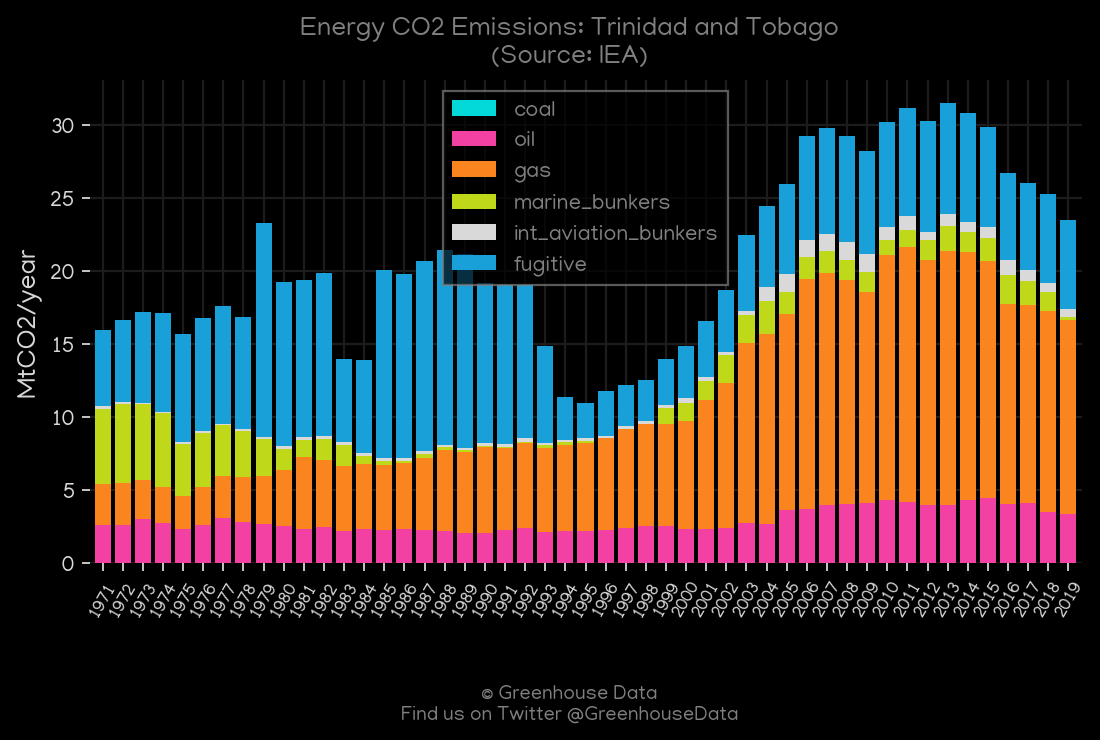 Energy CO2 Emissions: Trinidad and Tobago
(Source: IEA)
coal
oil
gas
marine_bunkers
int_aviation_bunkers
fugitive
MtCO2/year
30
25
20
15
10
5
0
1971 1972 1973 1974 1975 1976 1977 1978 1979 1980 1981 1982 1983 1984 1985 1986 1987 1988 1989 1990 1991 1992 1993 1994 1995 1996 1997 1998 1999 2000 2001 2002 2003 2004 2005 2006 2007 2008 2009 2010 2011 2012 2013 2014 2015 2016 2017 2018 2019
© Greenhouse Data
Find us on Twitter @GreenhouseData